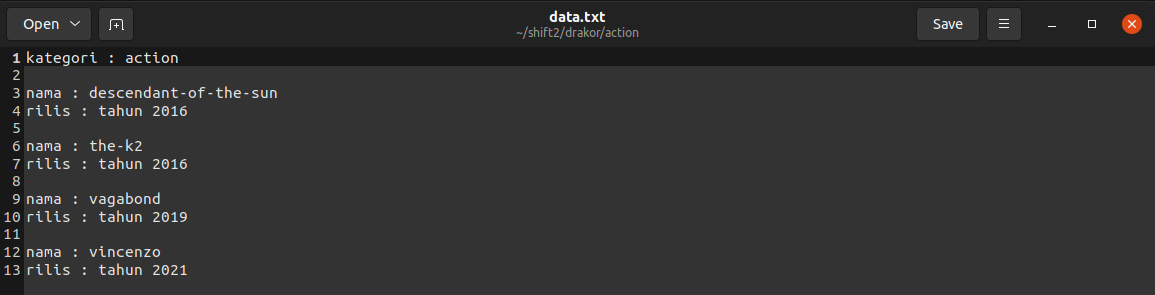 Open
data.txt
~/shift2/drakor/action
Save
1 kategori : action
2
3 nama : descendant-of-the-sun
4 rilis : tahun 2016
5
6 nama : the-k2
7 rilis : tahun 2016
8
9 nama : vagabond
10 rilis : tahun 2019
11
12 nama : vincenzo
13 rilis : tahun 2021